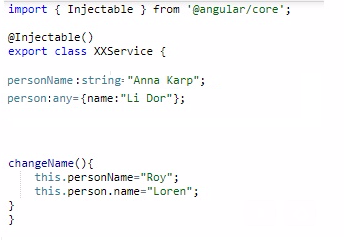 import { Injectable } from '@angular/core';
@Injectable()
export class XXService {
personName:string="Anna Karp";
person:any={name:"Li Dor"};
changeName(){
this.personName="Roy";
this.person.name="Loren";
}
}